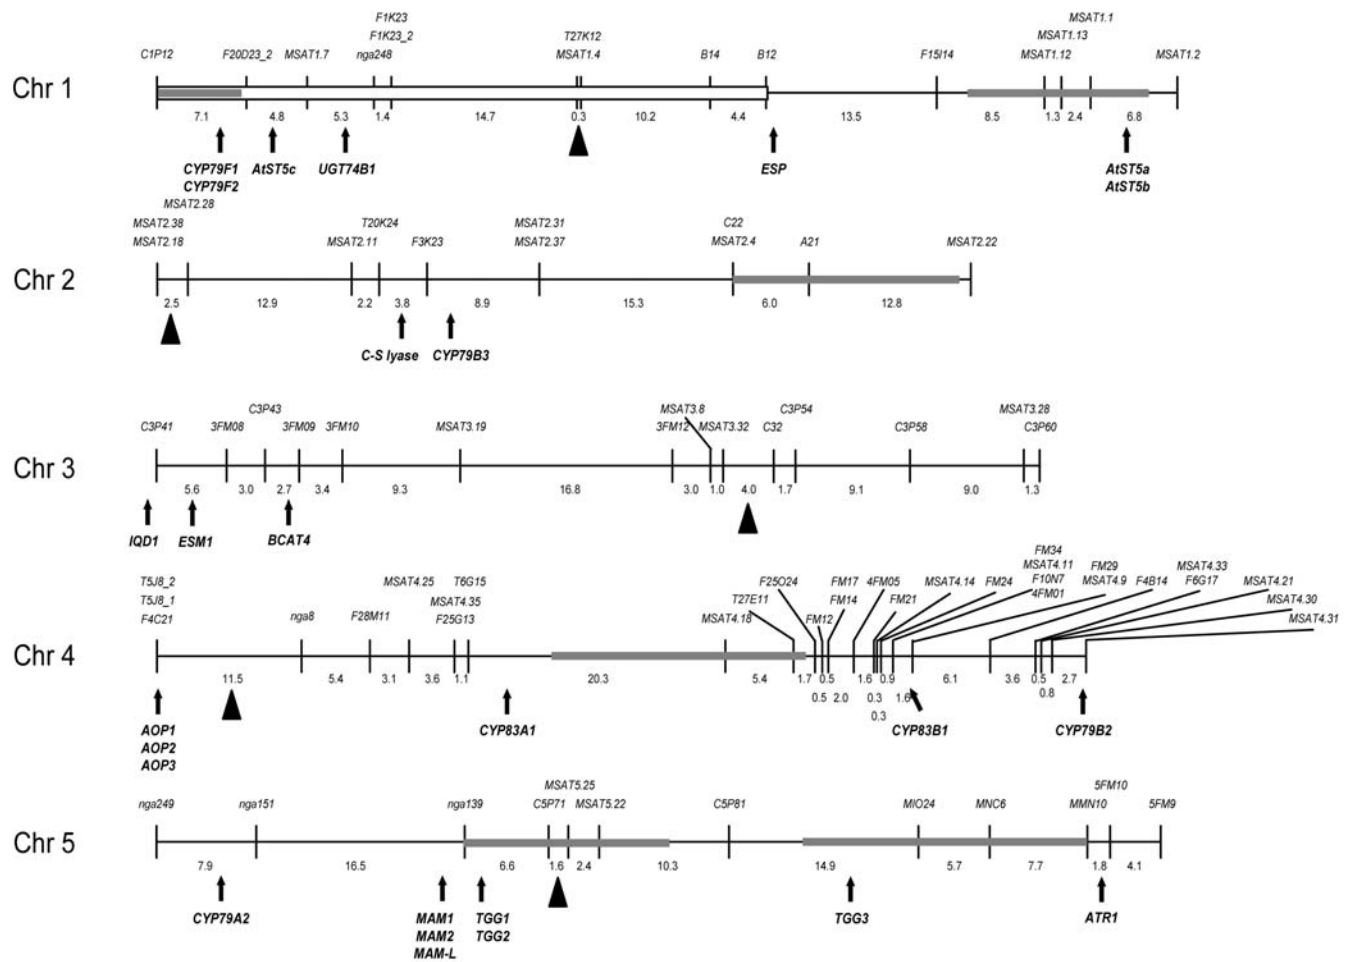 F1K23
MSAT1.1
F1K23_2
T27K12
MSAT1.13
C1P12 F20D23_2 MSAT1.7 nga248 MSAT1.4 B14 B12 F15I14 MSAT1.12 MSAT1.2
Chr 1
7.1 4.8 5.3 1.4 14.7 0.3 10.2 4.4 13.5 8.5 1.3 2.4 6.8
CYP79F1 AtST5c UGT74B1 ESP AtST5a
CYP79F2 AtST5b
MSAT2.28
MSAT2.38 T20K24 MSAT2.31 C22
MSAT2.18 MSAT2.11 F3K23 MSAT2.37 MSAT2.4 A21 MSAT2.22
Chr 2
2.5 12.9 2.2 3.8 8.9 15.3 6.0 12.8
C-S lyase CYP79B3
C3P43 MSAT3.8 C3P54 MSAT3.28
C3P41 3FM08 3FM09 3FM10 MSAT3.19 3FM12 MSAT3.32 C32 C3P58 C3P60
Chr 3
5.6 3.0 2.7 3.4 9.3 16.8 3.0 1.0 4.0 1.7 9.1 9.0 1.3
IQD1 ESM1 BCAT4
FM34
T5J8_2 MSAT4.25 T6G15 F25O24 FM17 4FM05 MSAT4.14 FM24 MSAT4.11 FM29 MSAT4.33
T5J8_1 MSAT4.35 T27E11 FM14 FM21 F10N7 MSAT4.9 F4B14 F6G17 MSAT4.21
F4C21 nga8 F28M11 F25G13 MSAT4.18 FM12 4FM01 MSAT4.30
MSAT4.31
Chr 4
11.5 5.4 3.1 3.6 1.1 20.3 5.4 1.7 0.5 1.6 0.9 6.1 3.6 0.5 2.7
0.5 2.0 0.3 1.6 0.8
0.3
AOP1 CYP83A1 CYP83B1 CYP79B2
AOP2
AOP3
MSAT5.25 5FM10
nga249 nga151 nga139 C5P71 MSAT5.22 C5P81 MIO24 MNC6 MMN10 5FM9
Chr 5
7.9 16.5 6.6 1.6 2.4 10.3 14.9 5.7 7.7 1.8 4.1
CYP79A2 MAM1 TGG1 TGG3 ATR1
MAM2 TGG2
MAM-L